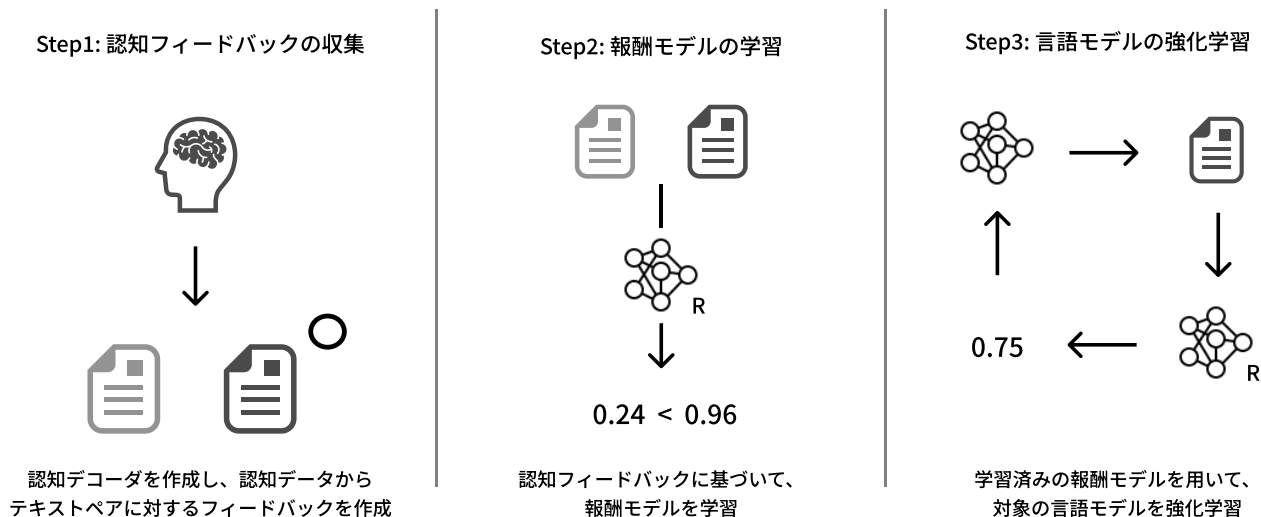 Step1: 認知フィードバックの収集
認知デコーダを作成し、認知データから
テキストペアに対するフィードバックを作成
Step2: 報酬モデルの学習
R
0.24 < 0.96
認知フィードバックに基づいて、
報酬モデルを学習
Step3: 言語モデルの強化学習
0.75
R
学習済みの報酬モデルを用いて、
対象の言語モデルを強化学習